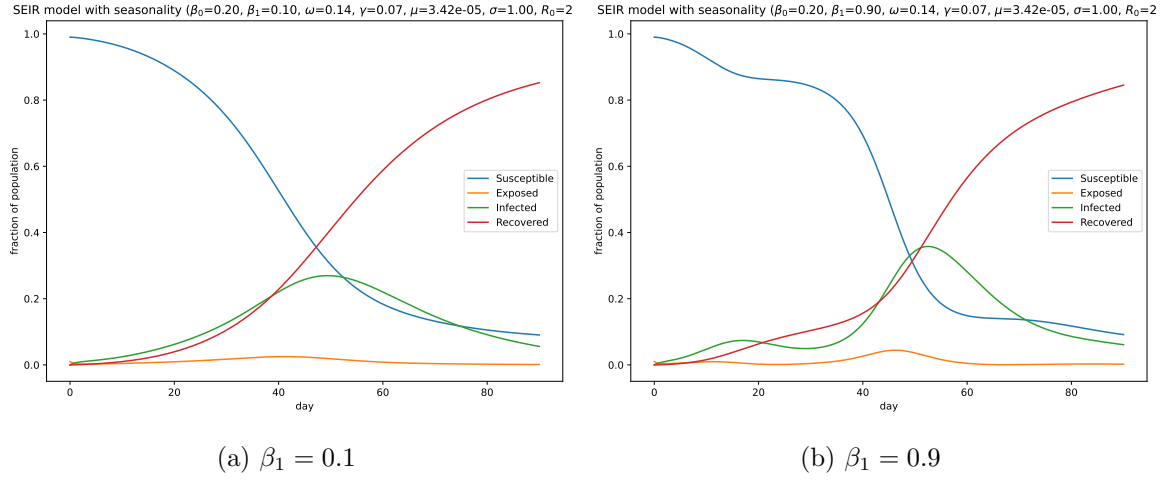 SEIR model with seasonality (β₀=0.20, β₁=0.10, ω=0.14, γ=0.07, μ=3.42e-05, σ=1.00, R₀=2
1.0
0.8
0.6
0.4
0.2
0.0
fraction of population
0 20 40 60 80
day
Susceptible
Exposed
Infected
Recovered
(a) β₁ = 0.1
SEIR model with seasonality (β₀=0.20, β₁=0.90, ω=0.14, γ=0.07, μ=3.42e-05, σ=1.00, R₀=2
1.0
0.8
0.6
0.4
0.2
0.0
fraction of population
0 20 40 60 80
day
Susceptible
Exposed
Infected
Recovered
(b) β₁ = 0.9